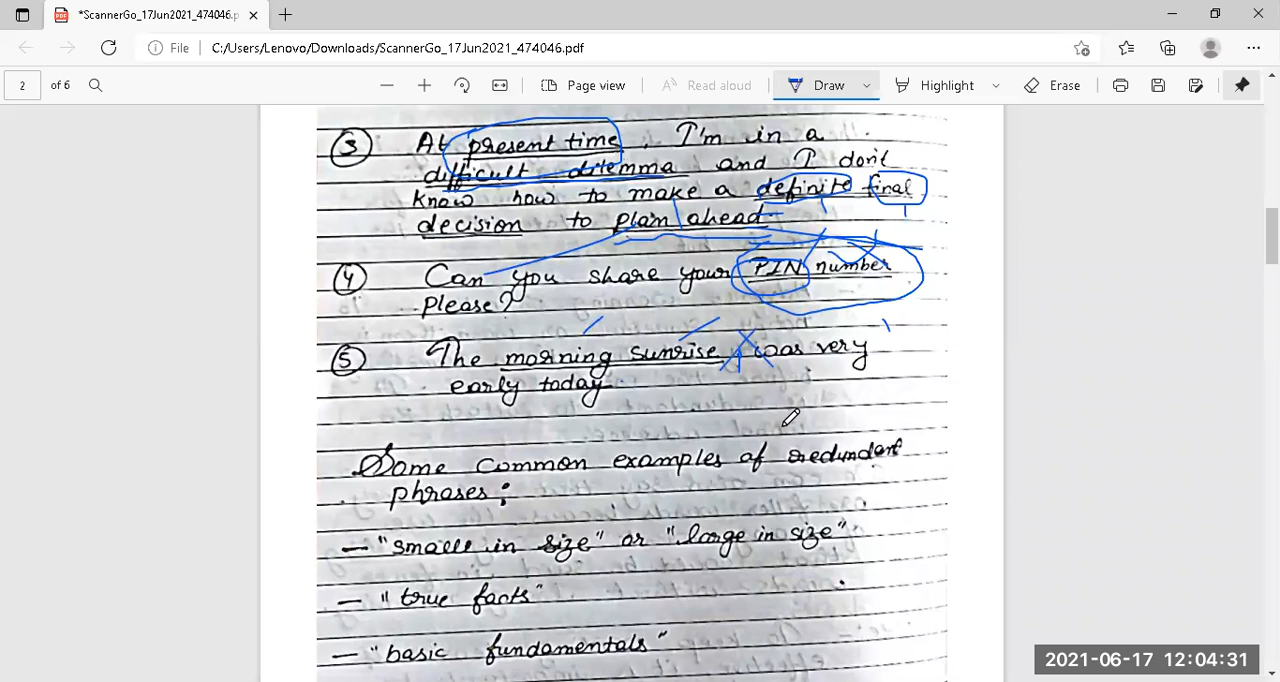 *ScannerGo_17Jun2021_474046.p
File
C:/Users/Lenovo/Downloads/ScannerGo_17Jun2021_474046.pdf
2 of 6
Page view
Read aloud
Draw
Highlight
Erase
3 At present time, I'm in a
difficult dilemma and I don't
know how to make a definite final
decision to plan ahead
4 Can you share your PIN number
Please?
5 The morning sunrise was very
early today.
Some common examples of redundant
phrases:
— "small in size" or "large in size"
— "true facts"
— "basic fundamentals"
2021-06-17 12:04:31